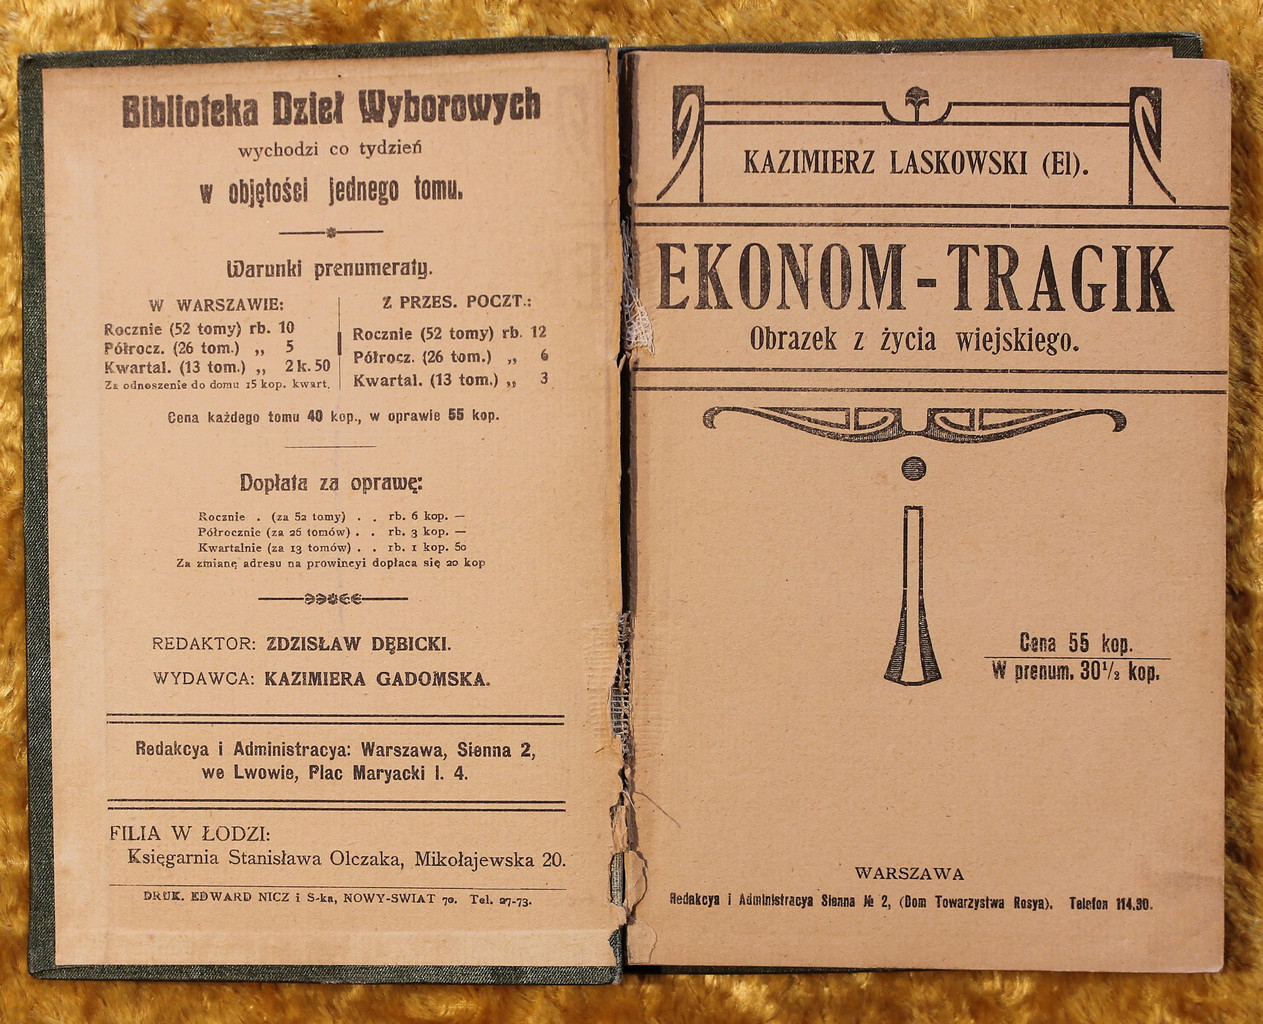 Biblioteka Dzieł Wyborowych
wychodzi co tydzień
w objętości jednego tomu.
Warunki prenumeraty.
W WARSZAWIE:
Rocznie (52 tomy) rb. 10
Półrocz. (26 tom.) „ 5
Kwartal. (13 tom.) „ 2 k. 50
Za odnoszenie do domu 15 kop. kwart.
Z PRZES. POCZT.:
Rocznie (52 tomy) rb. 12
Półrocz. (26 tom.) „ 6
Kwartal. (13 tom.) „ 3
Cena każdego tomu 40 kop., w oprawie 55 kop.
Dopłata za oprawę:
Rocznie . (za 52 tomy) . . rb. 6 kop. —
Półrocznie (za 26 tomów) . . rb. 3 kop. —
Kwartalnie (za 13 tomów) . . rb. 1 kop. 50
Za zmianę adresu na prowincyi dopłaca się 20 kop
REDAKTOR: ZDZISŁAW DĘBICKI.
WYDAWCA: KAZIMIERA GADOMSKA.
Redakcya i Administracya: Warszawa, Sienna 2,
we Lwowie, Plac Maryacki l. 4.
FILIA W ŁODZI:
Księgarnia Stanisława Olczaka, Mikołajewska 20.
DRUK. EDWARD NICZ i S-ka, NOWY-SWIAT 70. Tel. 27-73.
KAZIMIERZ LASKOWSKI (El).
EKONOM-TRAGIK
Obrazek z życia wiejskiego.
Cena 55 kop.
W prenum. 30½ kop.
WARSZAWA
Redakcya i Administracya Sienna № 2, (Dom Towarzystwa Rosya). Telefon 114,30.